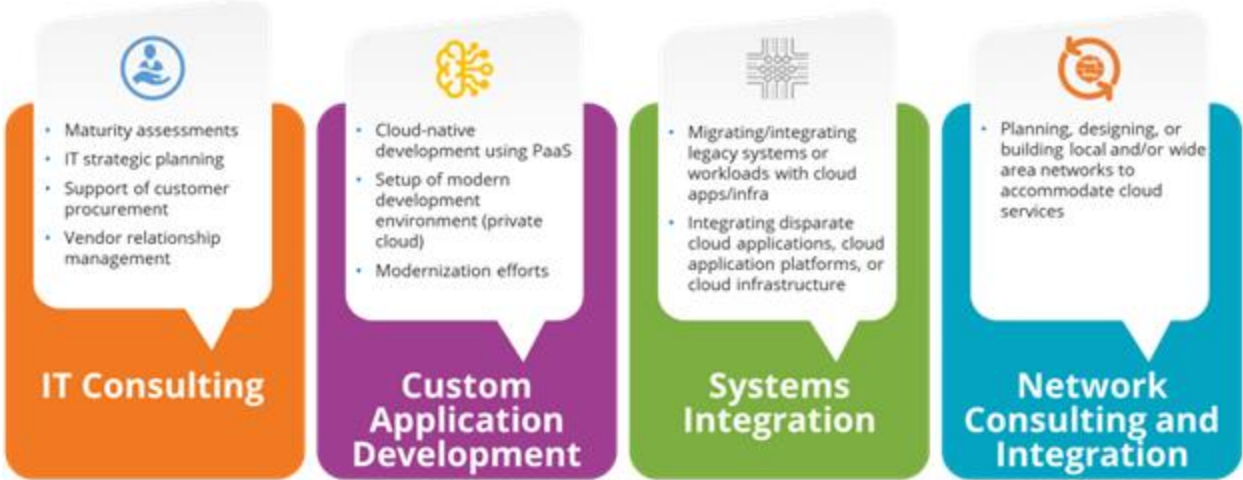 • Maturity assessments
• IT strategic planning
• Support of customer
procurement
• Vendor relationship
management
IT Consulting
• Cloud-native
development using PaaS
• Setup of modern
development
environment (private
cloud)
• Modernization efforts
Custom
Application
Development
• Migrating/integrating
legacy systems or
workloads with cloud
apps/infra
• Integrating disparate
cloud applications, cloud
application platforms, or
cloud infrastructure
Systems
Integration
• Planning, designing, or
building local and/or wide
area networks to
accommodate cloud
services
Network
Consulting and
Integration